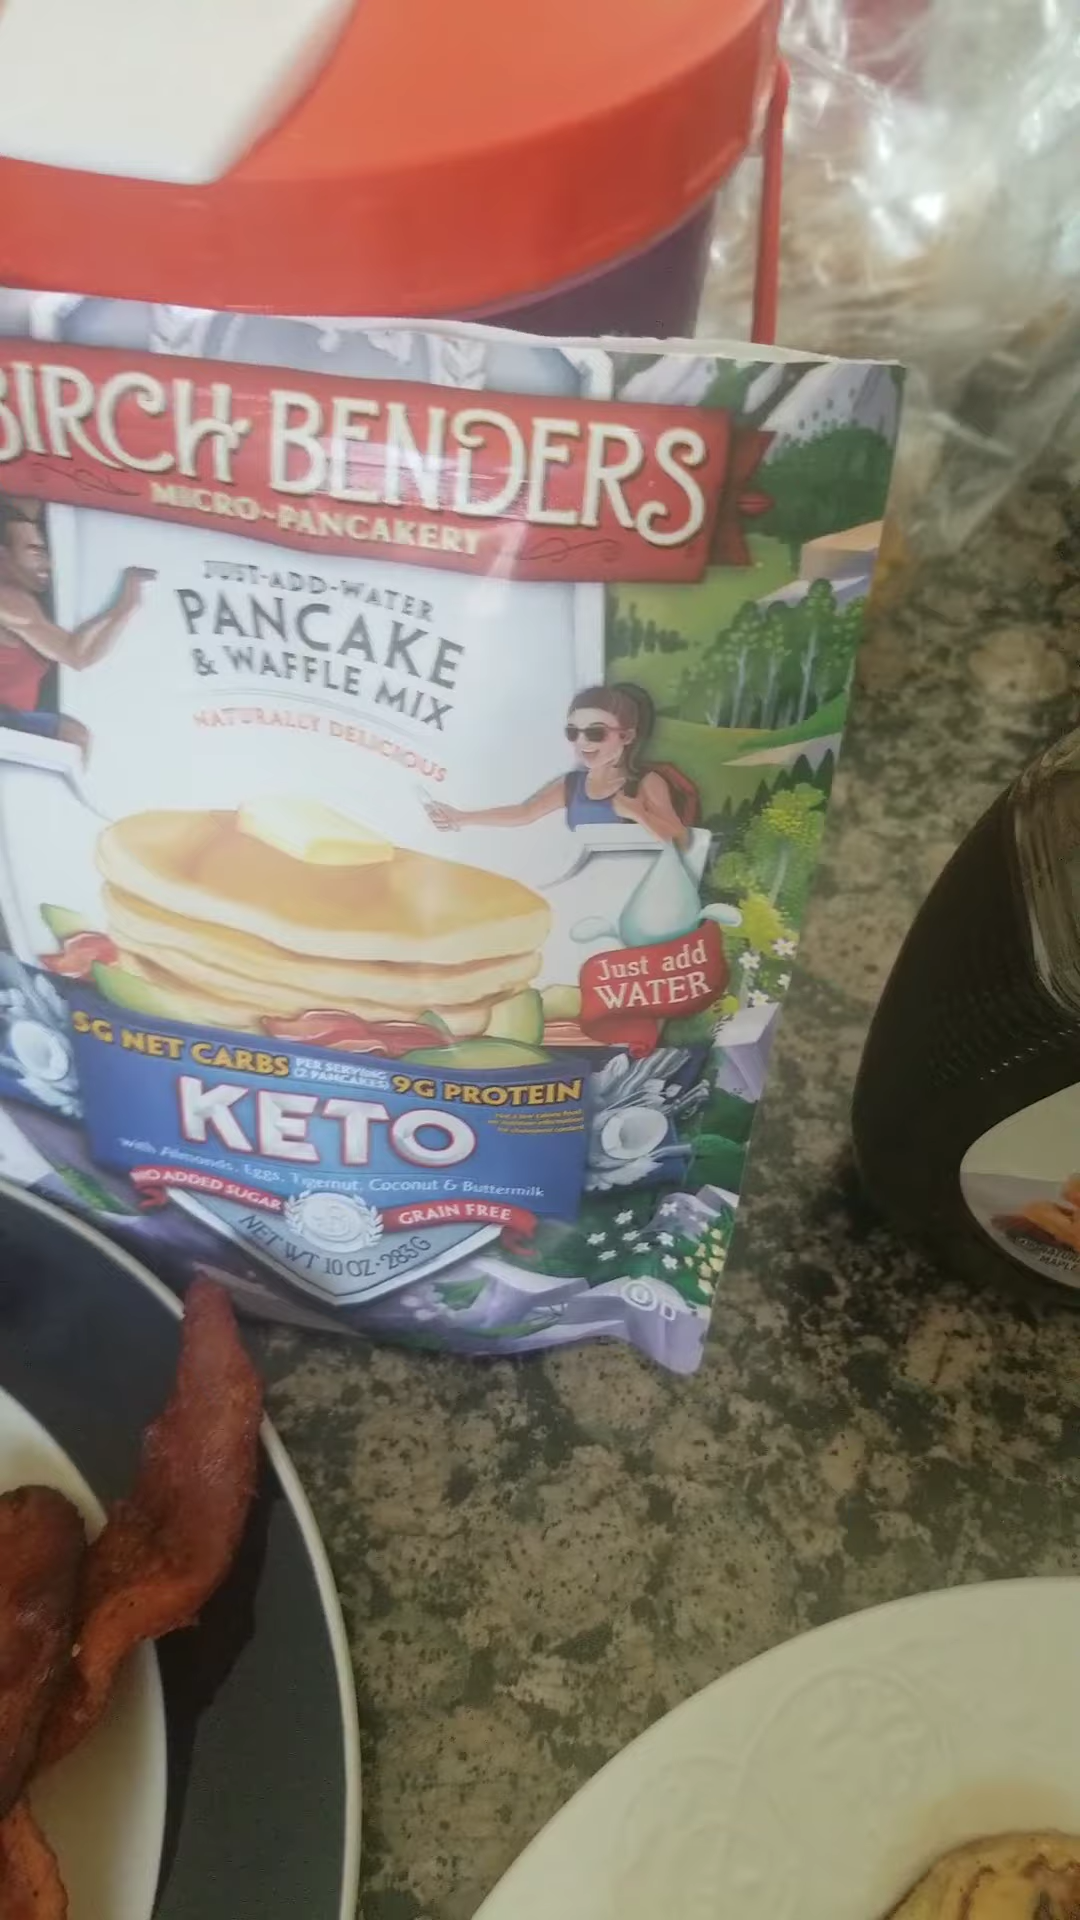 BIRCH BENDERS
MICRO-PANCAKERY
JUST-ADD-WATER
PANCAKE
& WAFFLE MIX
NATURALLY DELICIOUS
Just add
WATER
5G NET CARBS PER SERVING (2 PANCAKES) 9G PROTEIN
KETO
with Almonds, Eggs, Tigernut, Coconut & Buttermilk
NO ADDED SUGAR
GRAIN FREE
NET WT 10 OZ · 283G
U D
MAPLE